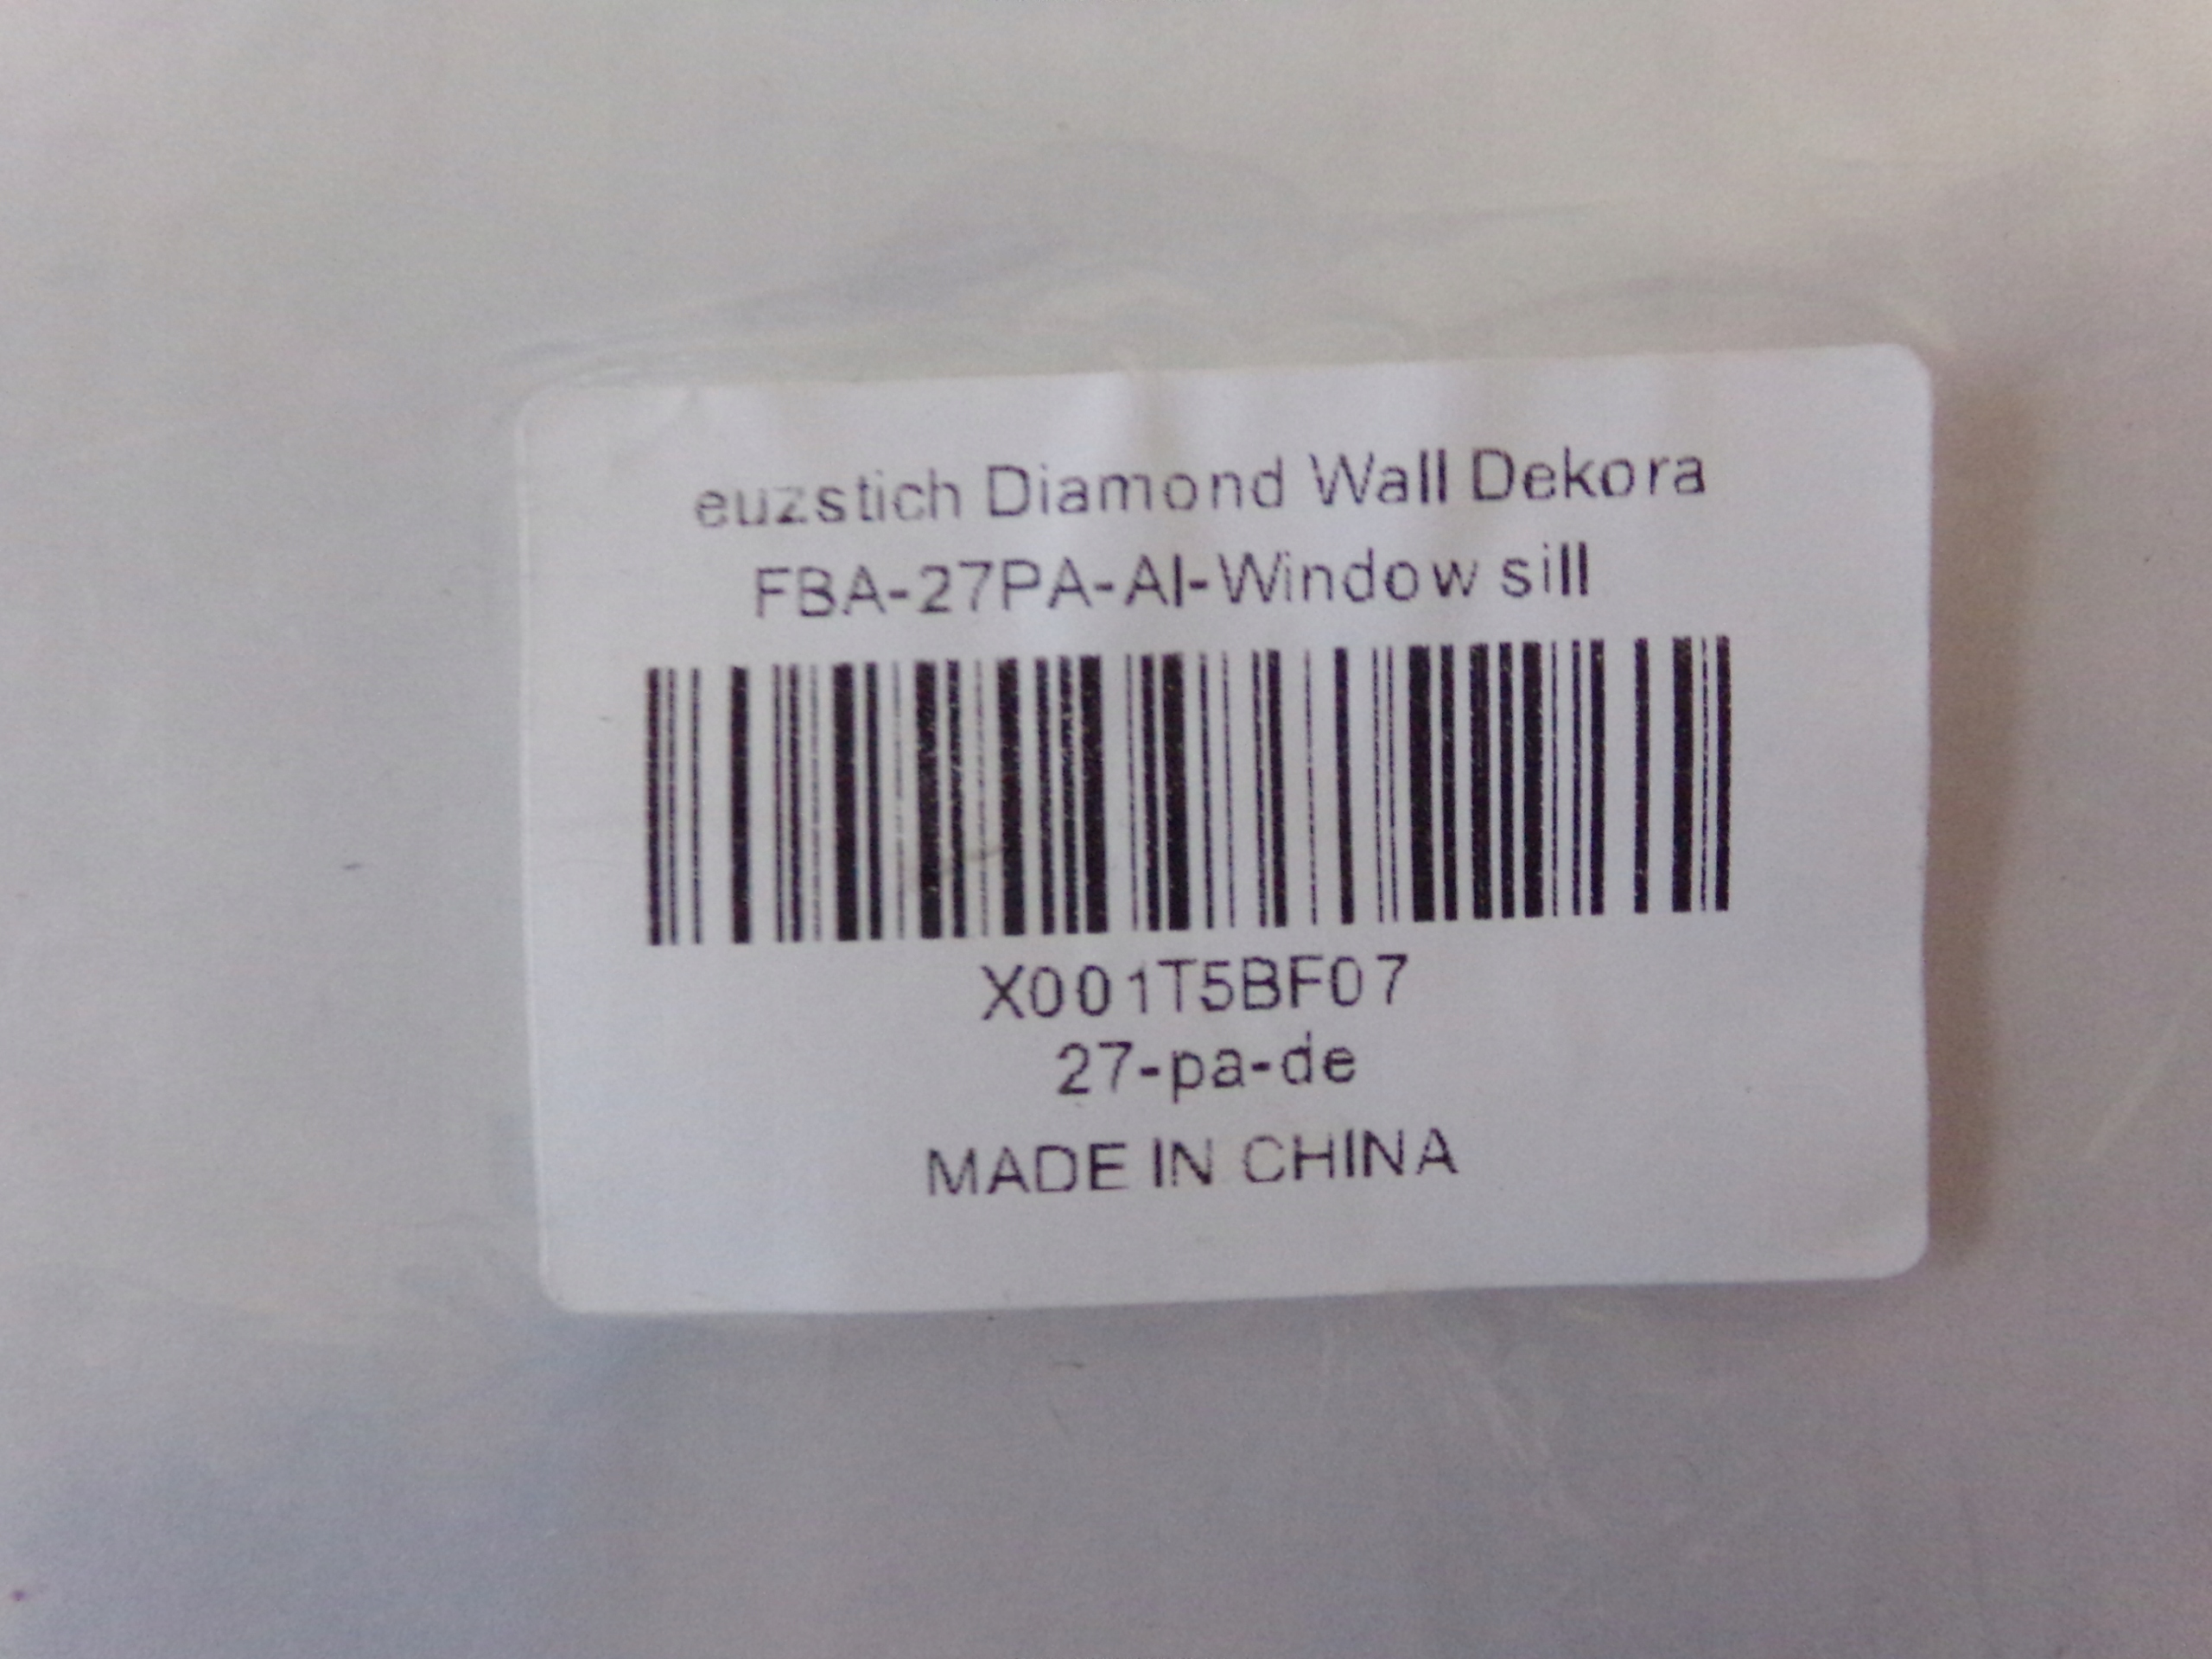 euzstich Diamond Wall Dekora
FBA-27PA-AI-Window sill
X001T5BF07
27-pa-de
MADE IN CHINA